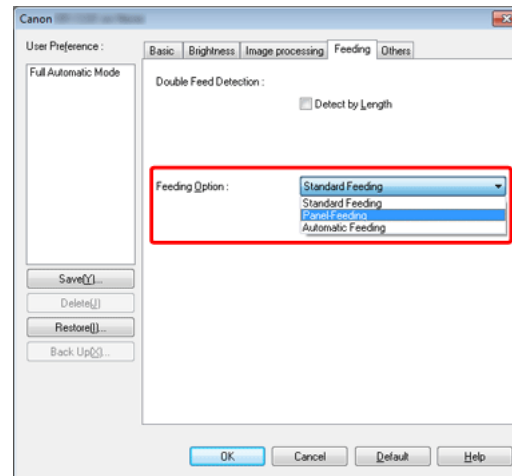 Canon
User Preference :
Full Automatic Mode
Save(Y)...
Delete(J)
Restore(I)...
Back Up(X)...
Basic Brightness Image processing Feeding Others
Double Feed Detection :
Detect by Length
Feeding Option :
Standard Feeding
Standard Feeding
Panel-Feeding
Automatic Feeding
OK Cancel Default Help